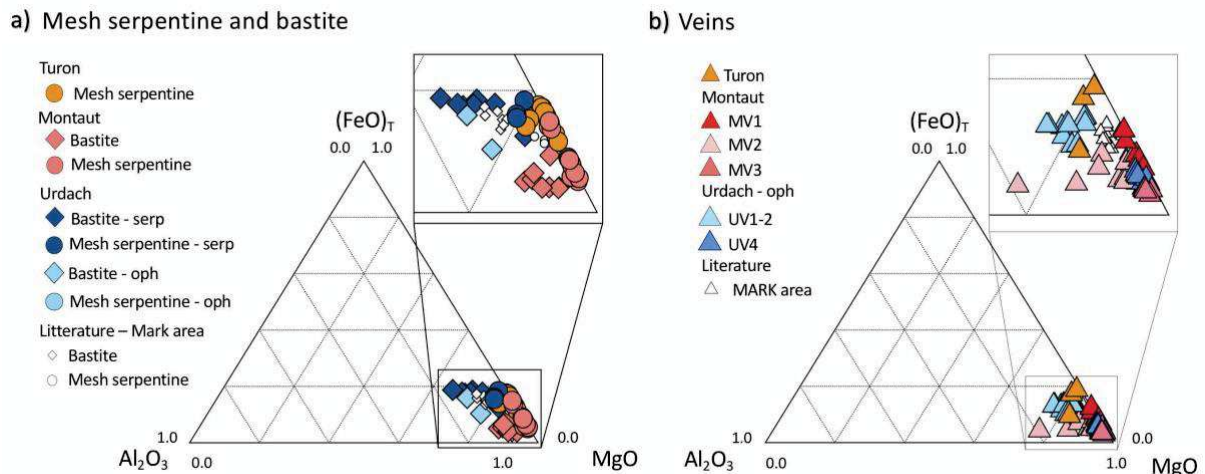 a) Mesh serpentine and bastite
Turon
Mesh serpentine
Montaut
Bastite
Mesh serpentine
Urdach
Bastite - serp
Mesh serpentine - serp
Bastite - oph
Mesh serpentine - oph
Litterature – Mark area
Bastite
Mesh serpentine
(FeO)T
0.0 1.0
1.0
0.0
Al2O3
0.0
1.0
MgO
b) Veins
Turon
Montaut
MV1
MV2
MV3
Urdach - oph
UV1-2
UV4
Literature
MARK area
(FeO)T
0.0 1.0
1.0
0.0
Al2O3
0.0
1.0
MgO